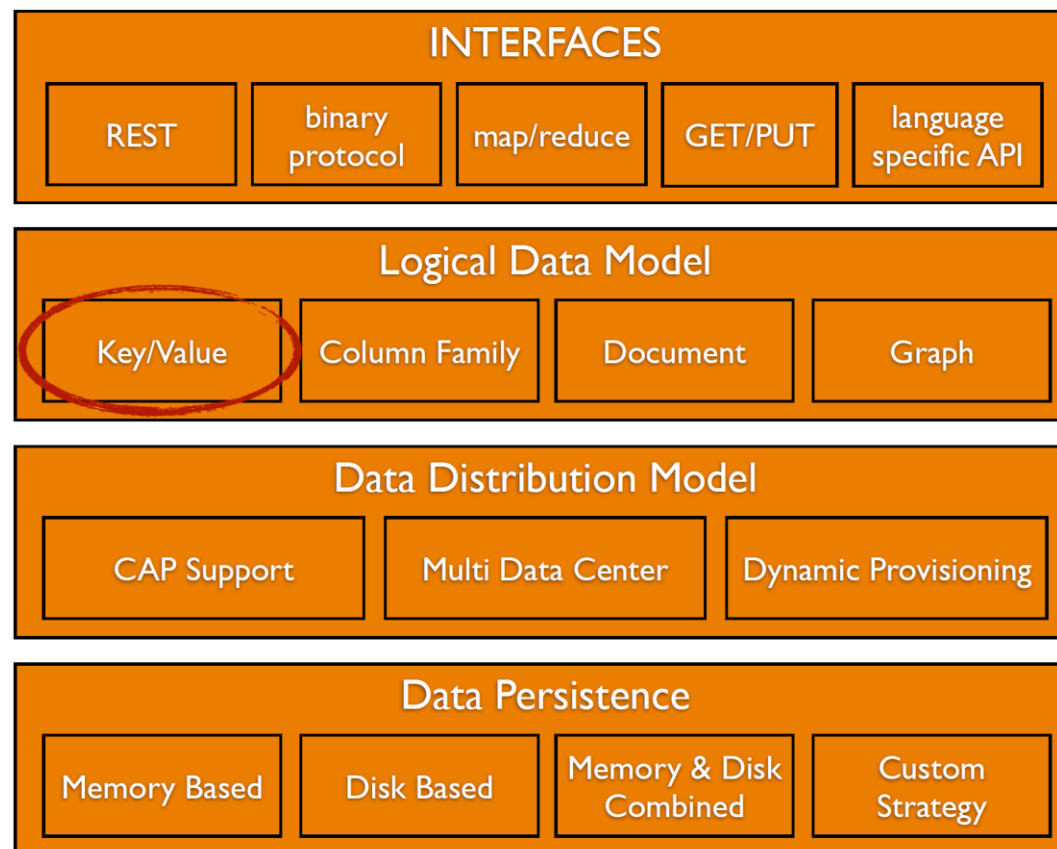 INTERFACES
REST
binary
protocol
map/reduce
GET/PUT
language
specific API
Logical Data Model
Key/Value
Column Family
Document
Graph
Data Distribution Model
CAP Support
Multi Data Center
Dynamic Provisioning
Data Persistence
Memory Based
Disk Based
Memory & Disk
Combined
Custom
Strategy